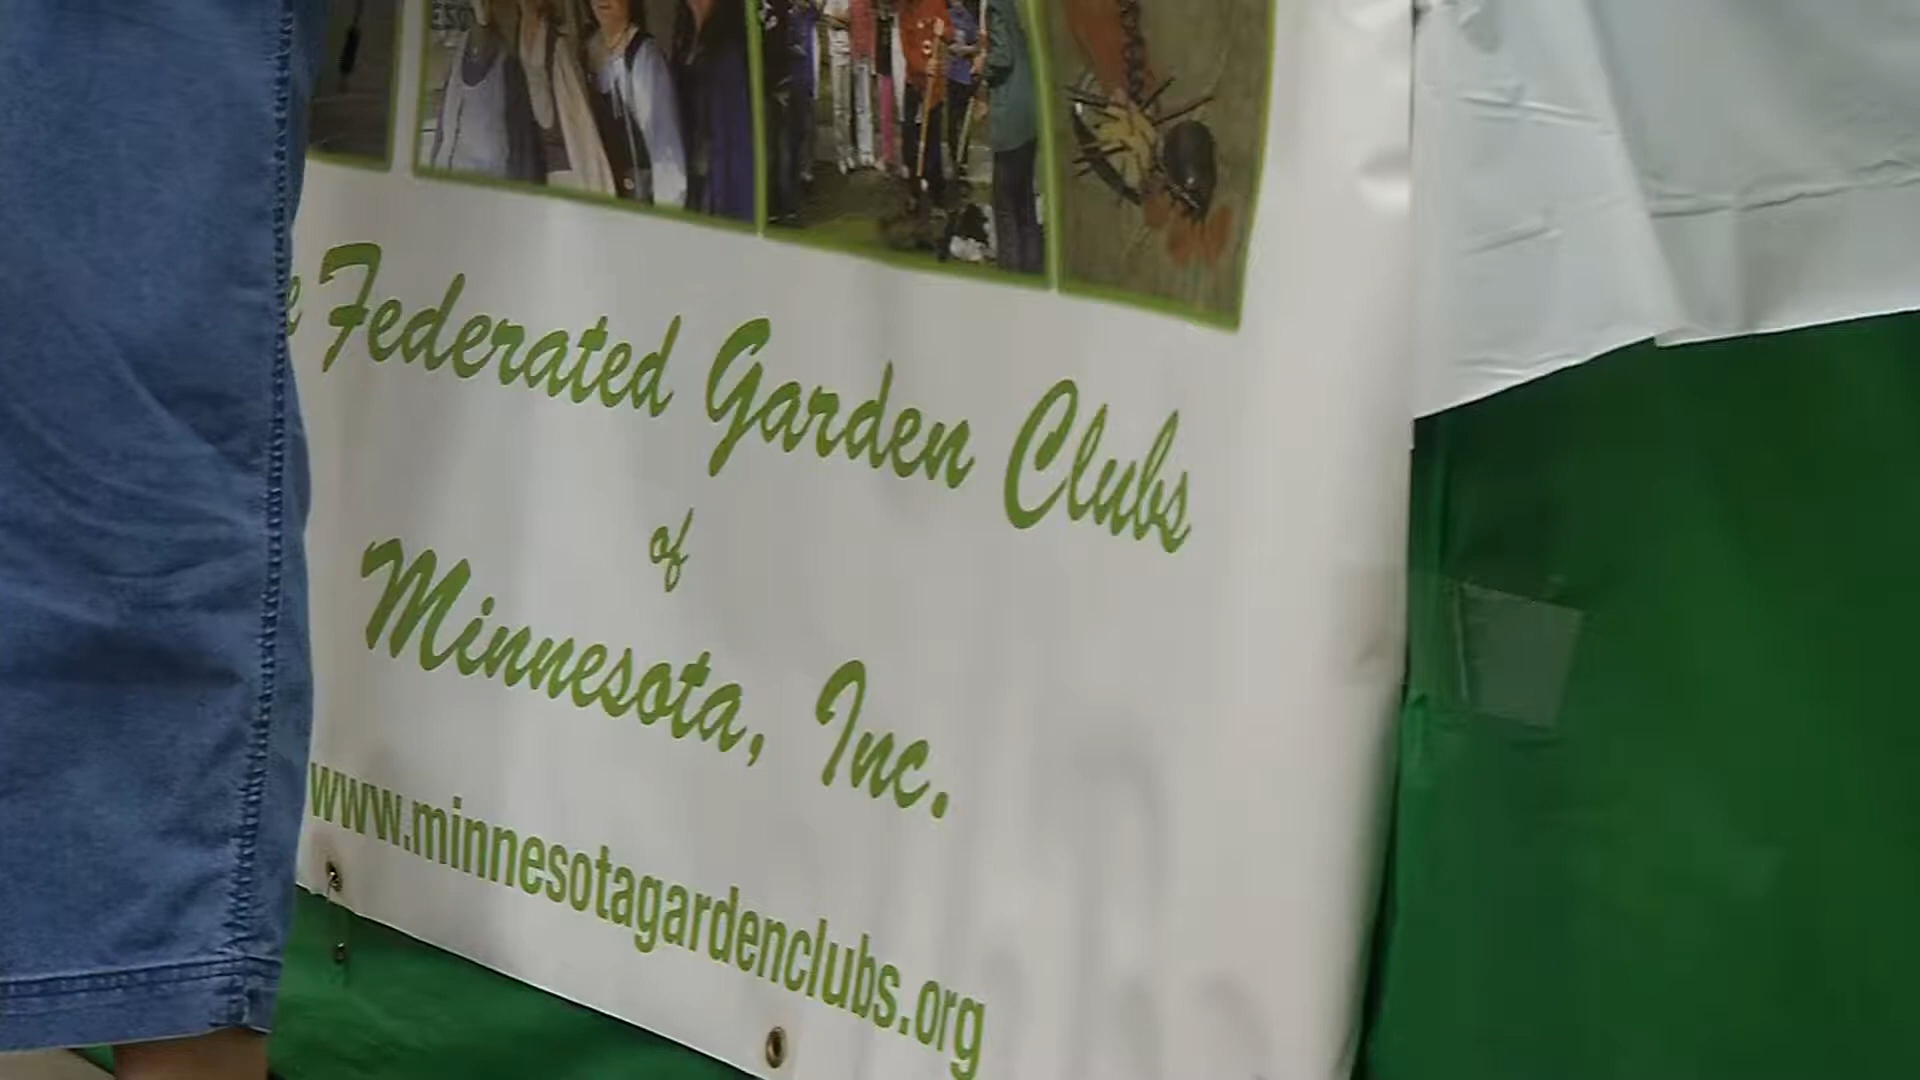 Federated Garden Clubs
of
Minnesota, Inc.
www.minnesotagardenclubs.org